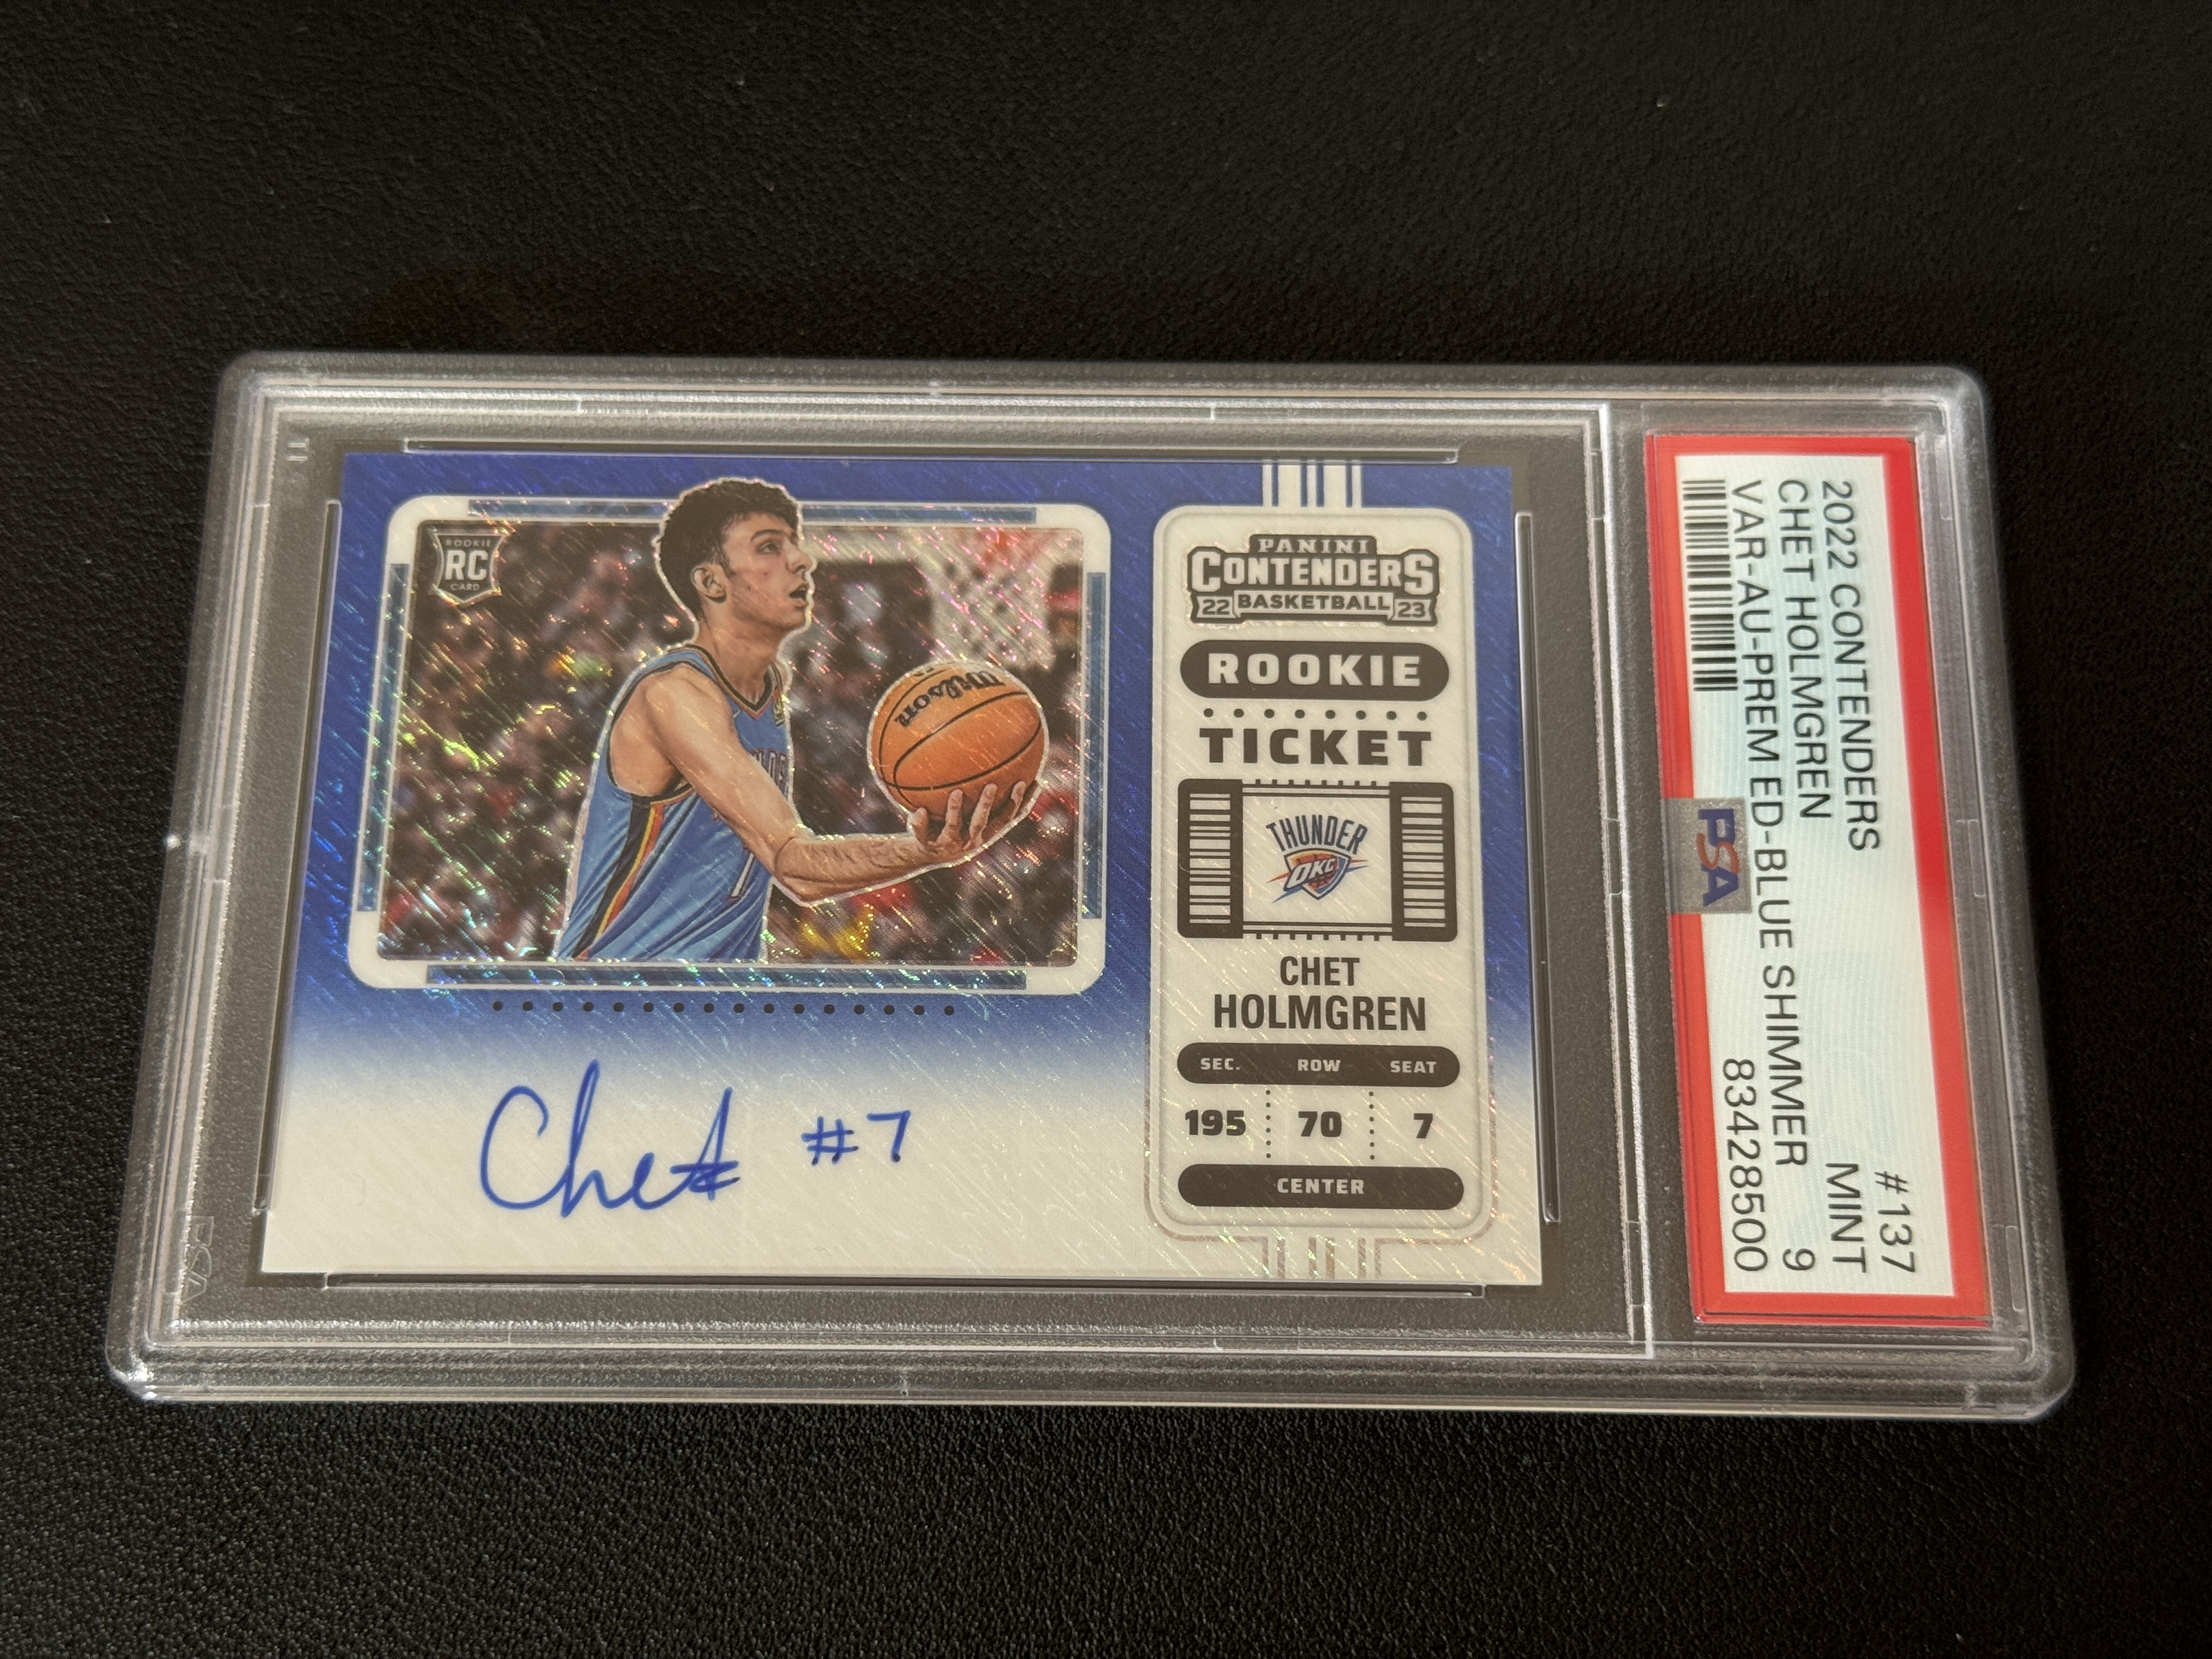 ROOKIE
RC
CARD
Wilson
PANINI
CONTENDERS
22 BASKETBALL 23
ROOKIE
TICKET
THUNDER
OKC
CHET
HOLMGREN
SEC. ROW SEAT
195 70 7
CENTER
Chet #7
2022 CONTENDERS #137
CHET HOLMGREN MINT
VAR-AU-PREM ED-BLUE SHIMMER 9
83428500
PSA
PSA